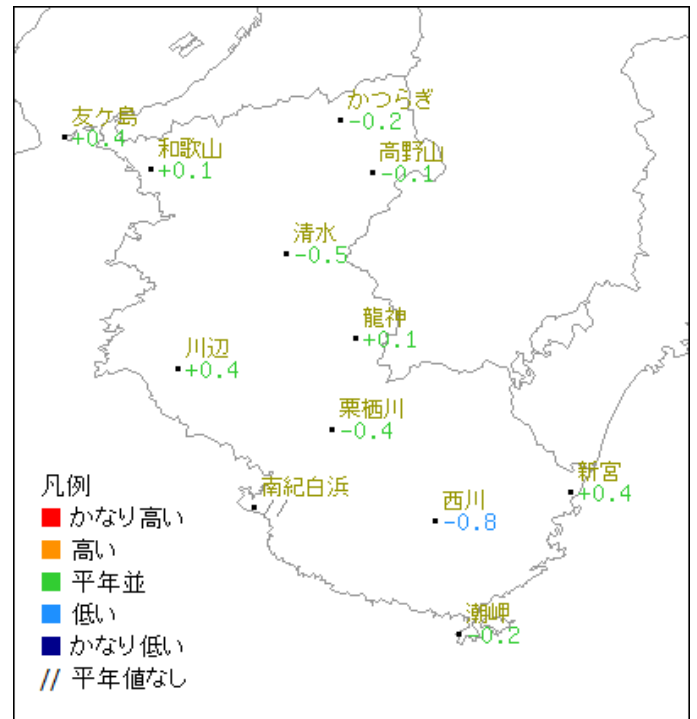 友ケ島
+0.4
和歌山
+0.1
かつらぎ
-0.2
高野山
-0.1
清水
-0.5
龍神
+0.1
川辺
+0.4
栗栖川
-0.4
南紀白浜
//
西川
-0.8
新宮
+0.4
潮岬
-0.2
凡例
かなり高い
高い
平年並
低い
かなり低い
// 平年値なし